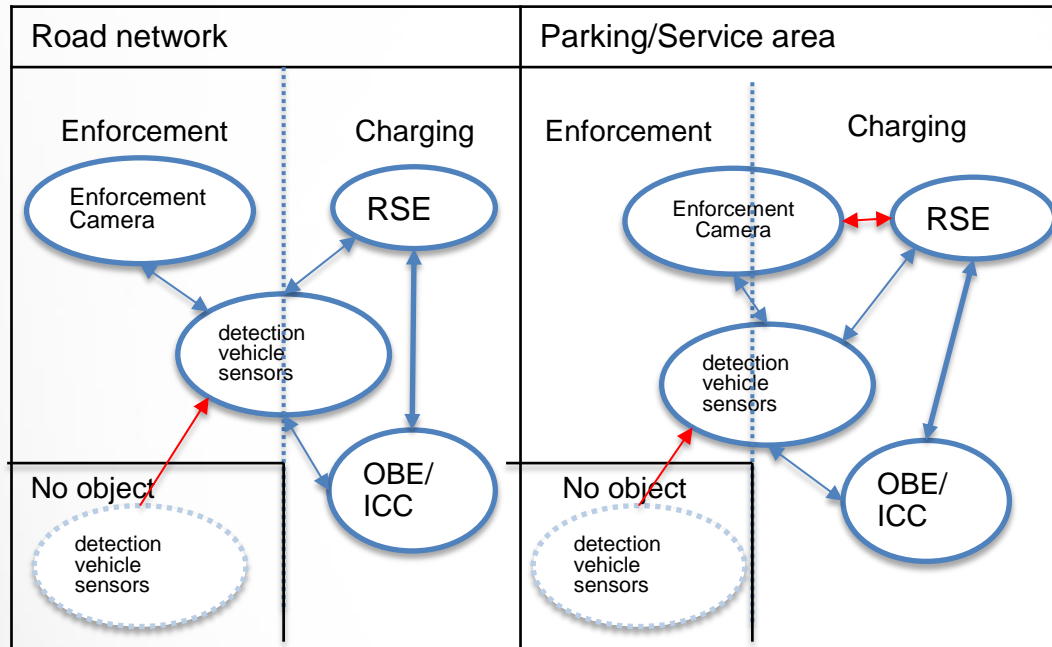 Road network
Enforcement
Charging
Enforcement
Camera
RSE
detection
vehicle
sensors
OBE/
ICC
No object
detection
vehicle
sensors
Parking/Service area
Enforcement
Charging
Enforcement
Camera
RSE
detection
vehicle
sensors
OBE/
ICC
No object
detection
vehicle
sensors